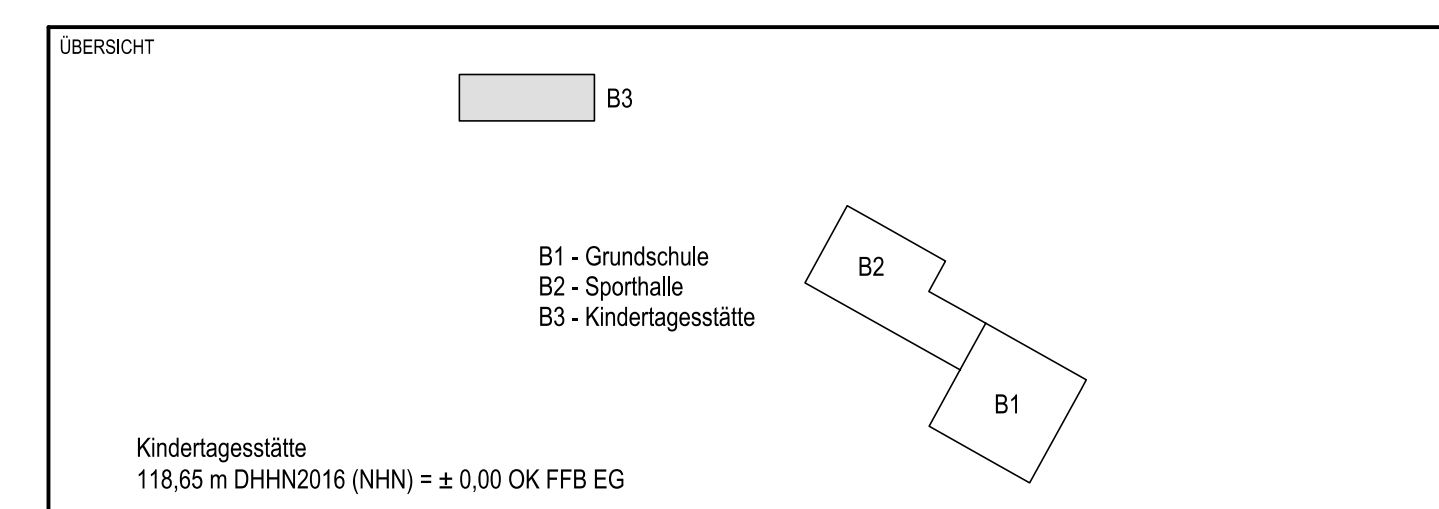 ÜBERSICHT
B3
B1 - Grundschule
B2 - Sporthalle
B3 - Kindertagesstätte
B2
B1
Kindertagesstätte
118,65 m DHHN2016 (NHN) = ± 0,00 OK FFB EG